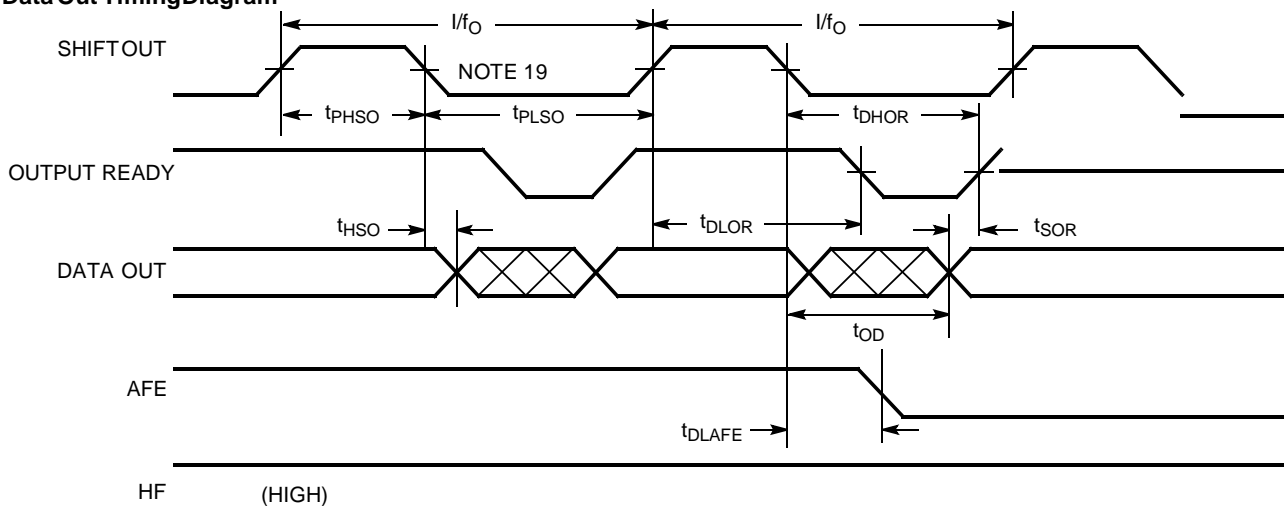 Data Out Timing Diagram
I/fO I/fO
SHIFT OUT
NOTE 19
tPHSO tPLSO tDHOR
OUTPUT READY
tHSO tDLOR tSOR
DATA OUT
tOD
AFE
tDLAFE
HF (HIGH)